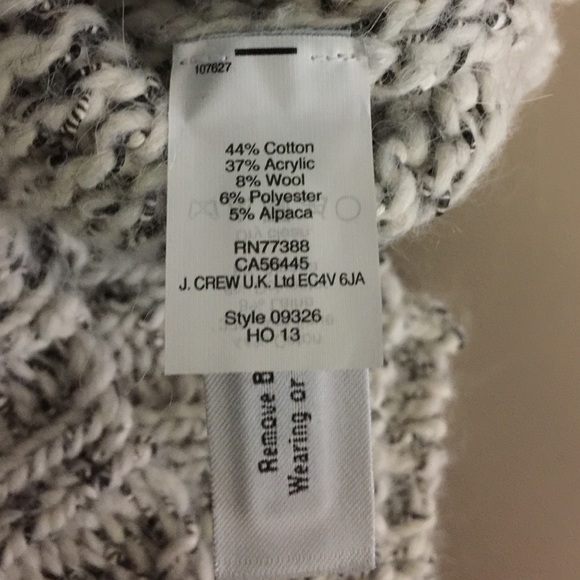 107627
44% Cotton
37% Acrylic
8% Wool
6% Polyester
5% Alpaca
RN77388
CA56445
J. CREW U.K. Ltd EC4V 6JA
Style 09326
HO 13
Remove B
Wearing or